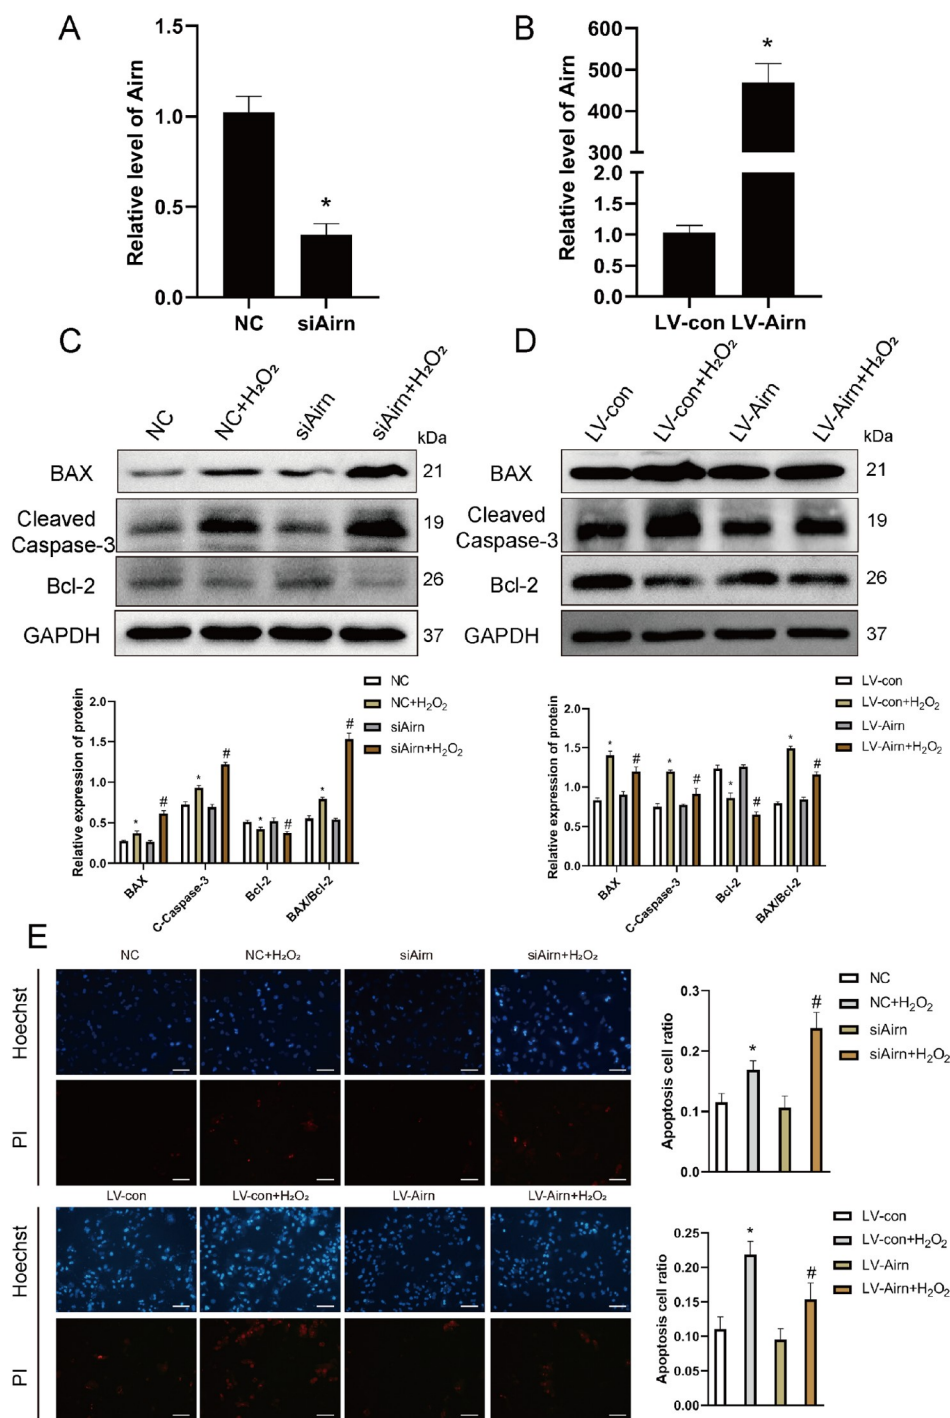 A
Relative level of Airn
1.5
1.0
0.5
0.0
*
NC
siAirn
B
Relative level of Airn
600
500
400
300
2.0
1.5
1.0
0.5
0.0
*
LV-con
LV-Airn
C
NC
NC+H₂O₂
siAirn
siAirn+H₂O₂
kDa
BAX
21
Cleaved
Caspase-3
19
Bcl-2
26
GAPDH
37
D
LV-con
LV-con+H₂O₂
LV-Airn
LV-Airn+H₂O₂
kDa
BAX
21
Cleaved
Caspase-3
19
Bcl-2
26
GAPDH
37
NC
NC+H₂O₂
siAirn
siAirn+H₂O₂
Relative expression of protein
2.0
1.5
1.0
0.5
0.0
*
#
*
#
*
#
*
#
BAX
C-Caspase-3
Bcl-2
BAX/Bcl-2
LV-con
LV-con+H₂O₂
LV-Airn
LV-Airn+H₂O₂
Relative expression of protein
2.0
1.5
1.0
0.5
0.0
*
#
*
#
*
#
*
#
BAX
C-Caspase-3
Bcl-2
BAX/Bcl-2
E
NC
NC+H₂O₂
siAirn
siAirn+H₂O₂
Hoechst
PI
Apoptosis cell ratio
0.3
0.2
0.1
0.0
*
#
NC
NC+H₂O₂
siAirn
siAirn+H₂O₂
LV-con
LV-con+H₂O₂
LV-Airn
LV-Airn+H₂O₂
Hoechst
PI
Apoptosis cell ratio
0.25
0.20
0.15
0.10
0.05
0.00
*
#
LV-con
LV-con+H₂O₂
LV-Airn
LV-Airn+H₂O₂